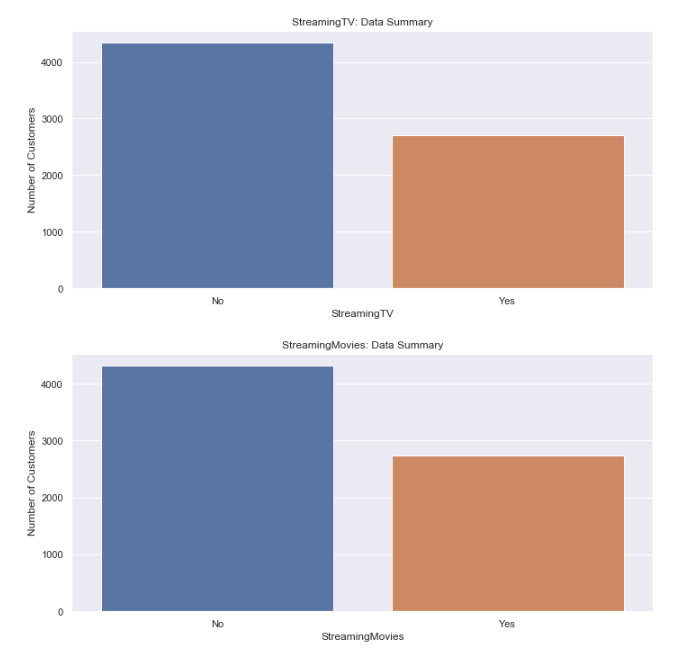 StreamingTV: Data Summary
4000
3000
2000
1000
0
Number of Customers
No Yes
StreamingTV
StreamingMovies: Data Summary
4000
3000
2000
1000
0
Number of Customers
No Yes
StreamingMovies